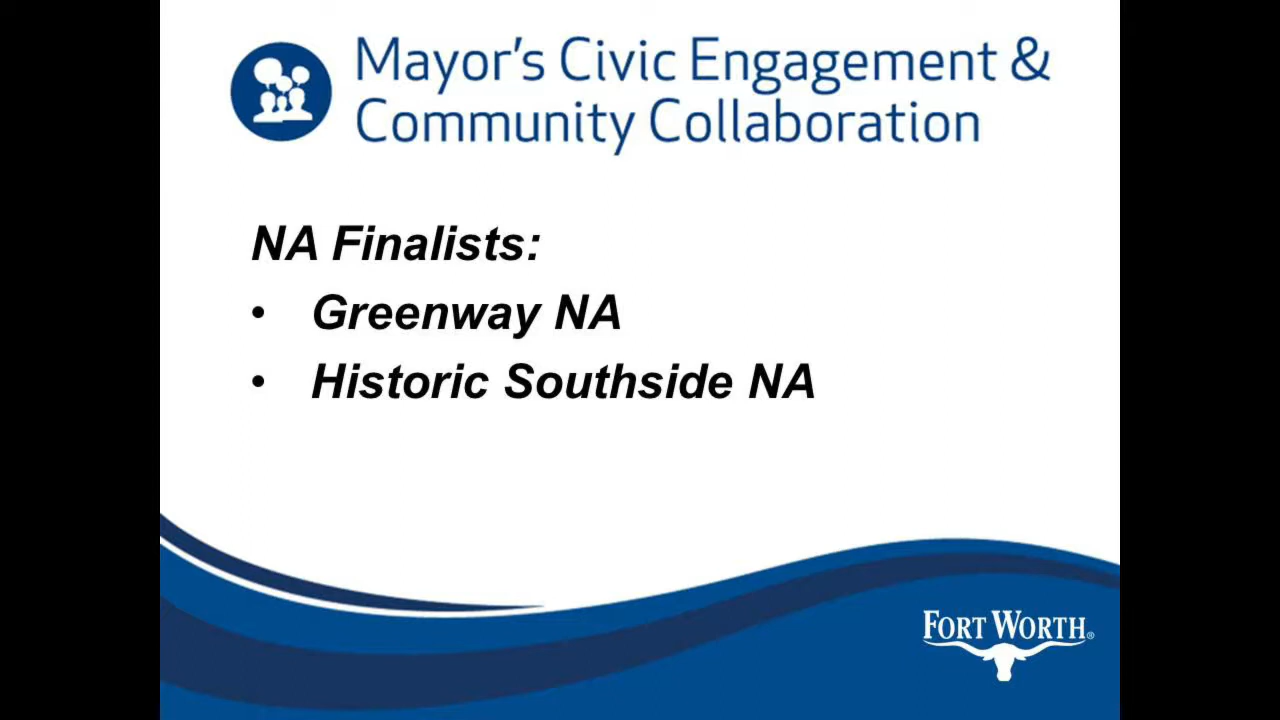 Mayor's Civic Engagement &
Community Collaboration
NA Finalists:
• Greenway NA
• Historic Southside NA
FORT WORTH®